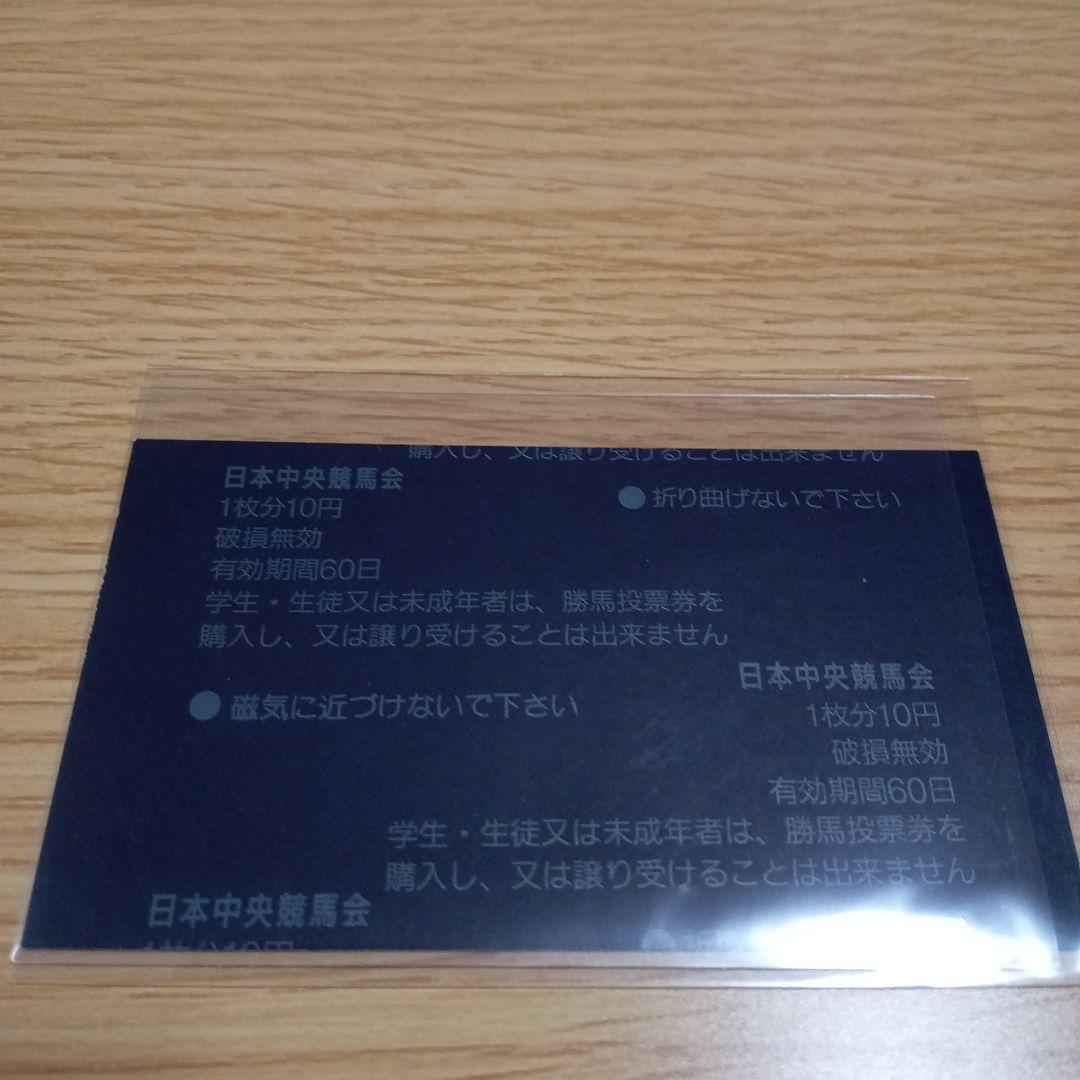 購入し、又は譲り受けることは出来ません
日本中央競馬会
1枚分10円
● 折り曲げないで下さい
破損無効
有効期間60日
学生・生徒又は未成年者は、勝馬投票券を
購入し、又は譲り受けることは出来ません
日本中央競馬会
● 磁気に近づけないで下さい
1枚分10円
破損無効
有効期間60日
学生・生徒又は未成年者は、勝馬投票券を
購入し、又は譲り受けることは出来ません
日本中央競馬会
1枚分10円